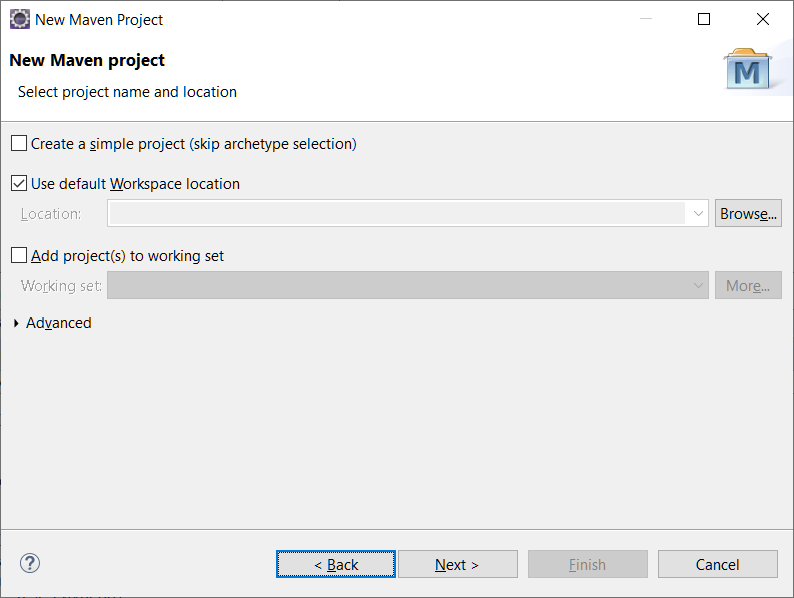 New Maven Project
New Maven project
Select project name and location
M
Create a simple project (skip archetype selection)
Use default Workspace location
Location:
Browse...
Add project(s) to working set
Working set:
More...
Advanced
?
< Back
Next >
Finish
Cancel